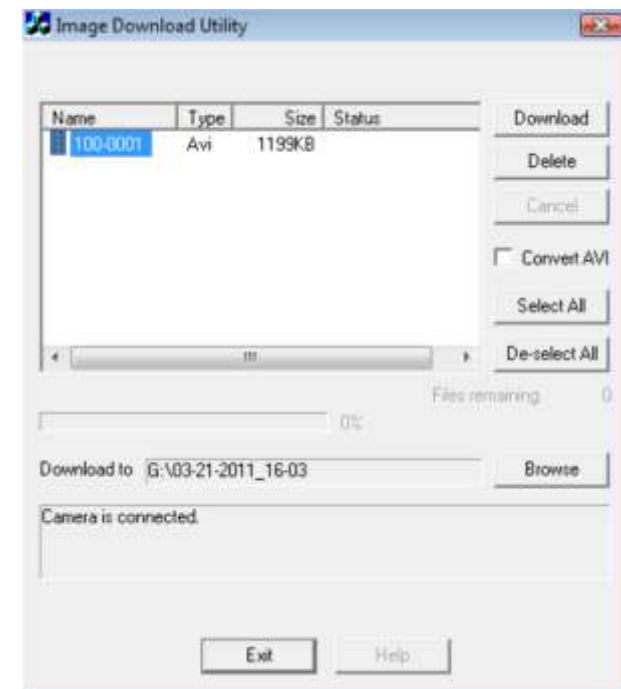 Image Download Utility
Name Type Size Status
100-0001 Avi 1199KB
Download
Delete
Cancel
Convert AVI
Select All
De-select All
Files remaining: 0
0%
Download to G:\03-21-2011_16-03
Browse
Camera is connected.
Exit Help